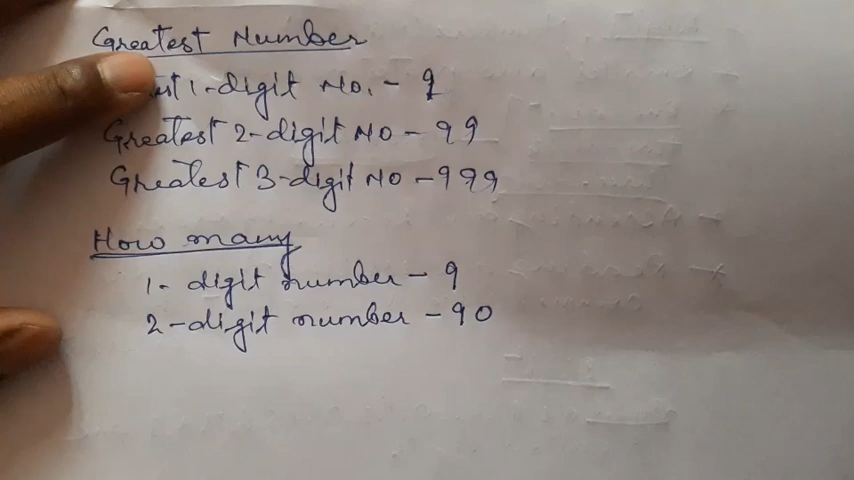 Greatest Number
1-digit No. - 9
Greatest 2-digit No - 99
Greatest 3-digit No - 999
How many
1- digit number - 9
2-digit number - 90